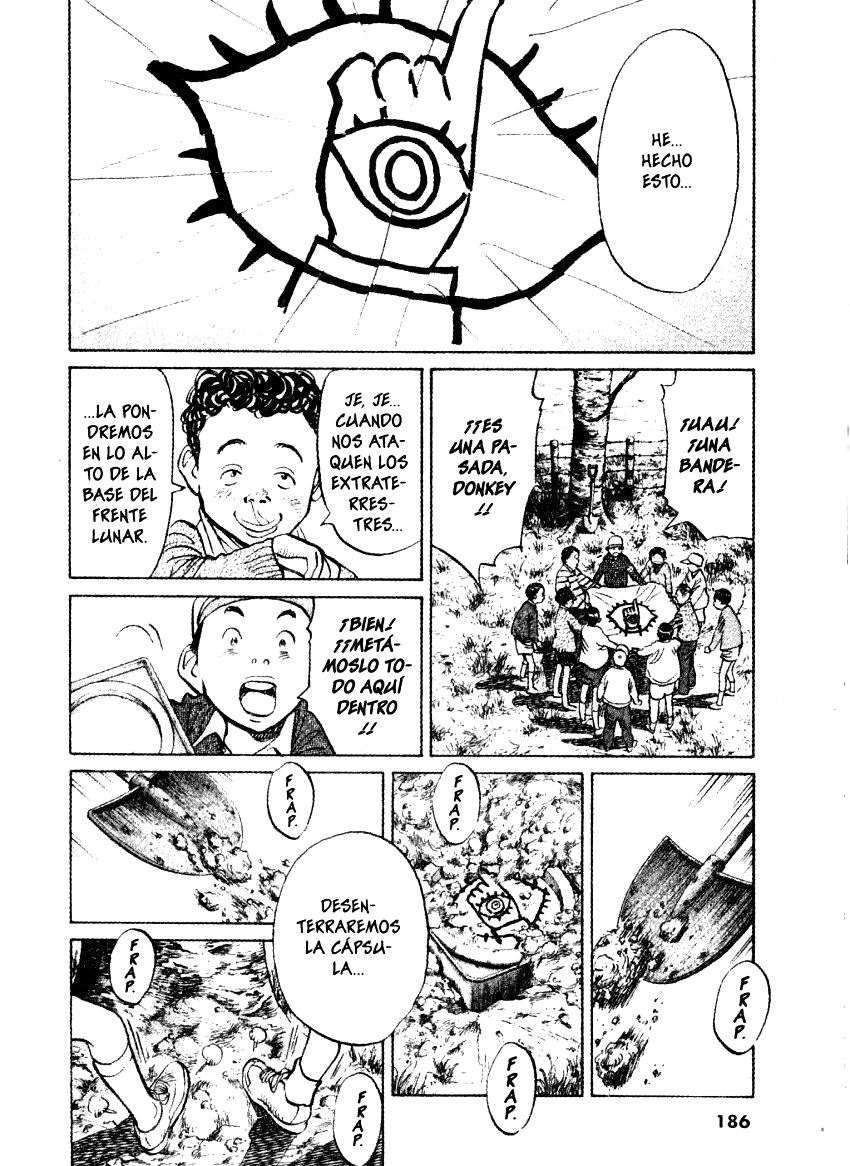 HE...
HECHO
ESTO...
¡UAU!
¡UNA
BANDE-
RA!
¡¡ES
UNA PA-
SADA,
DONKEY
!!
JE, JE...
CUANDO
NOS ATA-
QUEN LOS
EXTRATE-
RRES-
TRES...
...LA PON-
DREMOS
EN LO AL-
TO DE LA
BASE DEL
FRENTE
LUNAR.
¡BIEN!
¡¡METÁ-
MOSLO TO-
DO AQUÍ
DENTRO
!!
FRAP.
FRAP.
FRAP.
FRAP.
DESEN-
TERRAREMOS
LA CÁPSU-
LA...
FRAP.
FRAP.
186